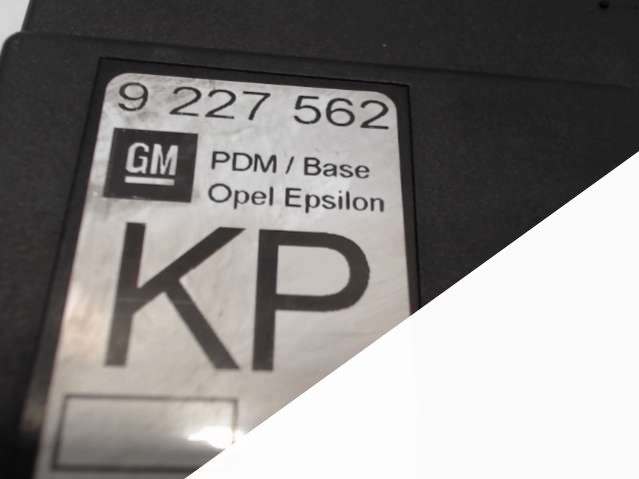 9 227 562
GM
PDM / Base
Opel Epsilon
KP